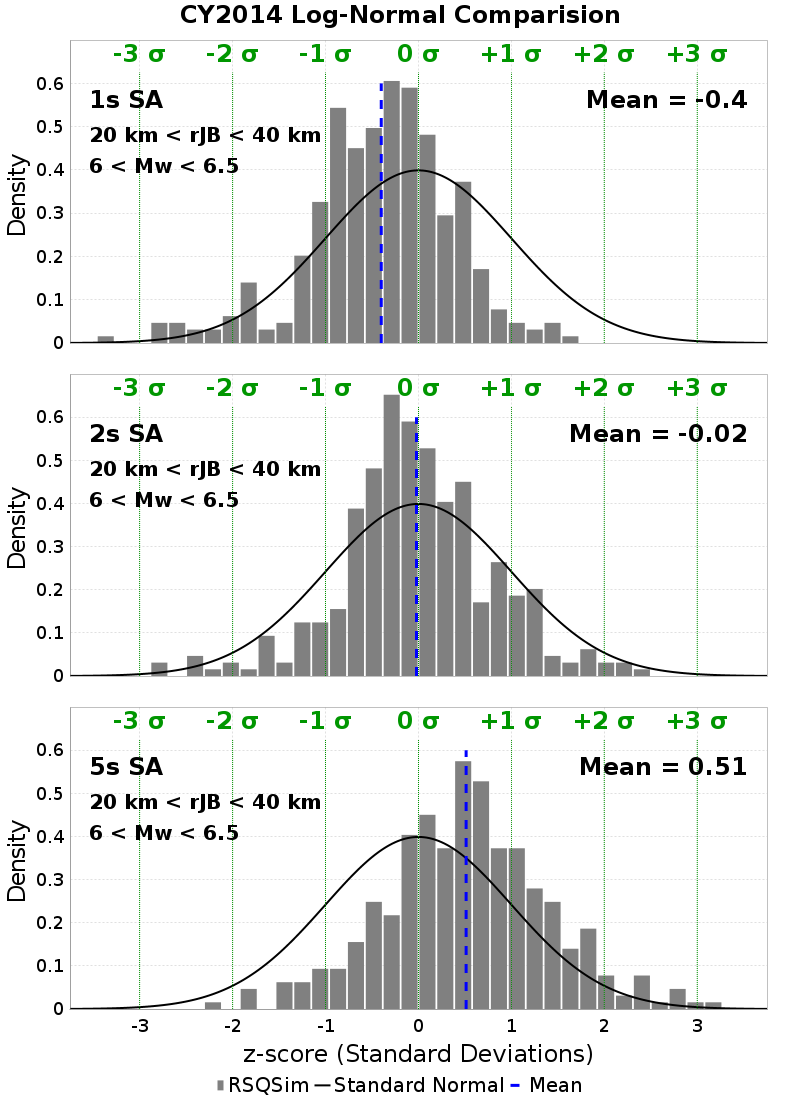 CY2014 Log-Normal Comparision
-3 σ -2 σ -1 σ 0 σ +1 σ +2 σ +3 σ
1s SA Mean = -0.4
20 km < rJB < 40 km
6 < Mw < 6.5
0.6
0.5
0.4
0.3
0.2
0.1
0
Density
-3 σ -2 σ -1 σ 0 σ +1 σ +2 σ +3 σ
2s SA Mean = -0.02
20 km < rJB < 40 km
6 < Mw < 6.5
0.6
0.5
0.4
0.3
0.2
0.1
0
Density
-3 σ -2 σ -1 σ 0 σ +1 σ +2 σ +3 σ
5s SA Mean = 0.51
20 km < rJB < 40 km
6 < Mw < 6.5
0.6
0.5
0.4
0.3
0.2
0.1
0
Density
-3 -2 -1 0 1 2 3
z-score (Standard Deviations)
RSQSim Standard Normal Mean